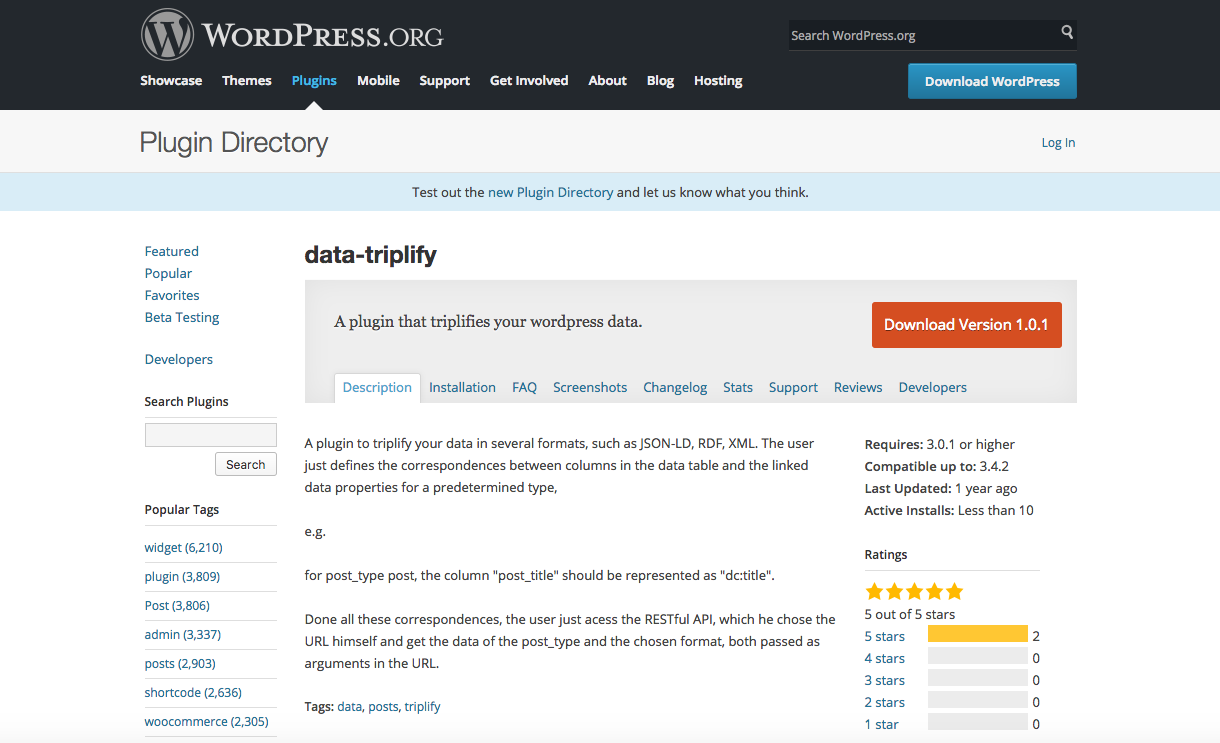 WORDPRESS.ORG
Search WordPress.org
Showcase Themes Plugins Mobile Support Get Involved About Blog Hosting
Download WordPress
Plugin Directory
Log In
Test out the new Plugin Directory and let us know what you think.
Featured
Popular
Favorites
Beta Testing
Developers
Search Plugins
Search
Popular Tags
widget (6,210)
plugin (3,809)
Post (3,806)
admin (3,337)
posts (2,903)
shortcode (2,636)
woocommerce (2,305)
data-triplify
A plugin that triplifies your wordpress data.
Download Version 1.0.1
Description Installation FAQ Screenshots Changelog Stats Support Reviews Developers
A plugin to triplify your data in several formats, such as JSON-LD, RDF, XML. The user
just defines the correspondences between columns in the data table and the linked
data properties for a predetermined type,
e.g.
for post_type post, the column "post_title" should be represented as "dc:title".
Done all these correspondences, the user just acess the RESTful API, which he chose the
URL himself and get the data of the post_type and the chosen format, both passed as
arguments in the URL.
Tags: data, posts, triplify
Requires: 3.0.1 or higher
Compatible up to: 3.4.2
Last Updated: 1 year ago
Active Installs: Less than 10
Ratings
5 out of 5 stars
5 stars 2
4 stars 0
3 stars 0
2 stars 0
1 star 0